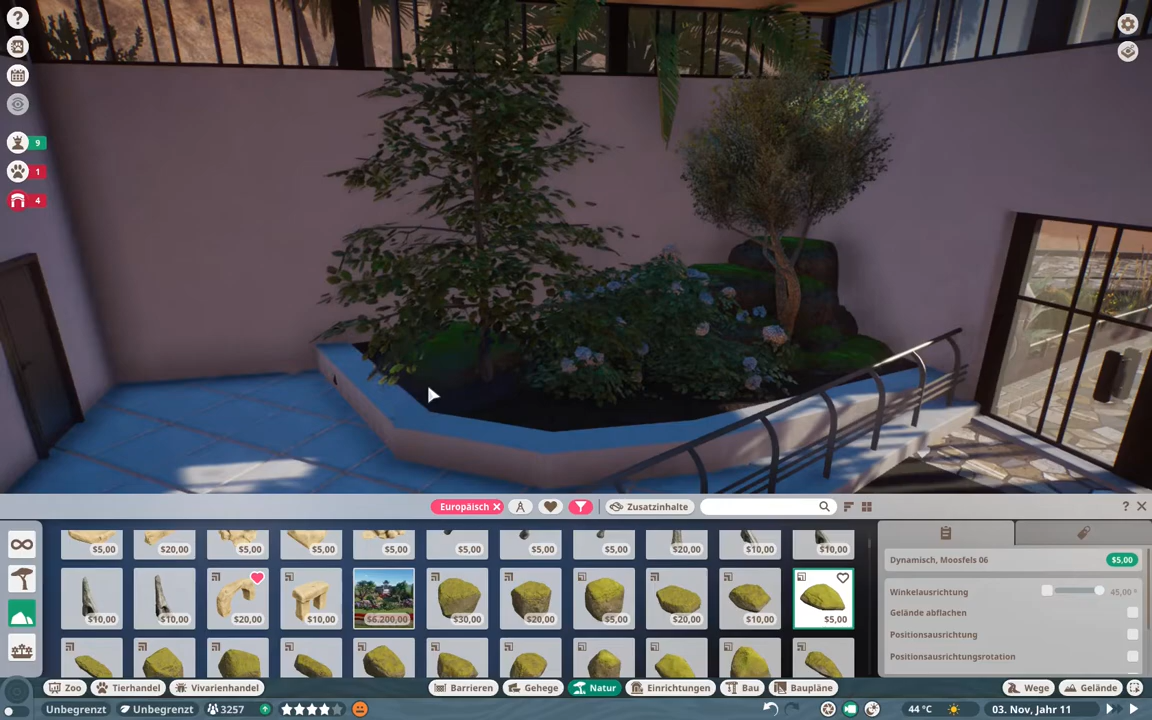 ?
9
1
4
Europäisch ×
Zusatzinhalte
? ×
$5,00 $20,00 $5,00 $5,00 $5,00 $5,00 $5,00 $5,00 $20,00 $10,00 $10,00
$10,00 $10,00 $20,00 $10,00 $6.200,00 $30,00 $20,00 $5,00 $20,00 $10,00 $5,00
Dynamisch, Moosfels 06 $5,00
Winkelausrichtung 45,00 °
Gelände abflachen
Positionsausrichtung
Positionsausrichtungsrotation
Zoo Tierhandel Vivarienhandel Barrieren Gehege Natur Einrichtungen Bau Baupläne Wege Gelände
Unbegrenzt Unbegrenzt 3257 44 °C 03. Nov, Jahr 11